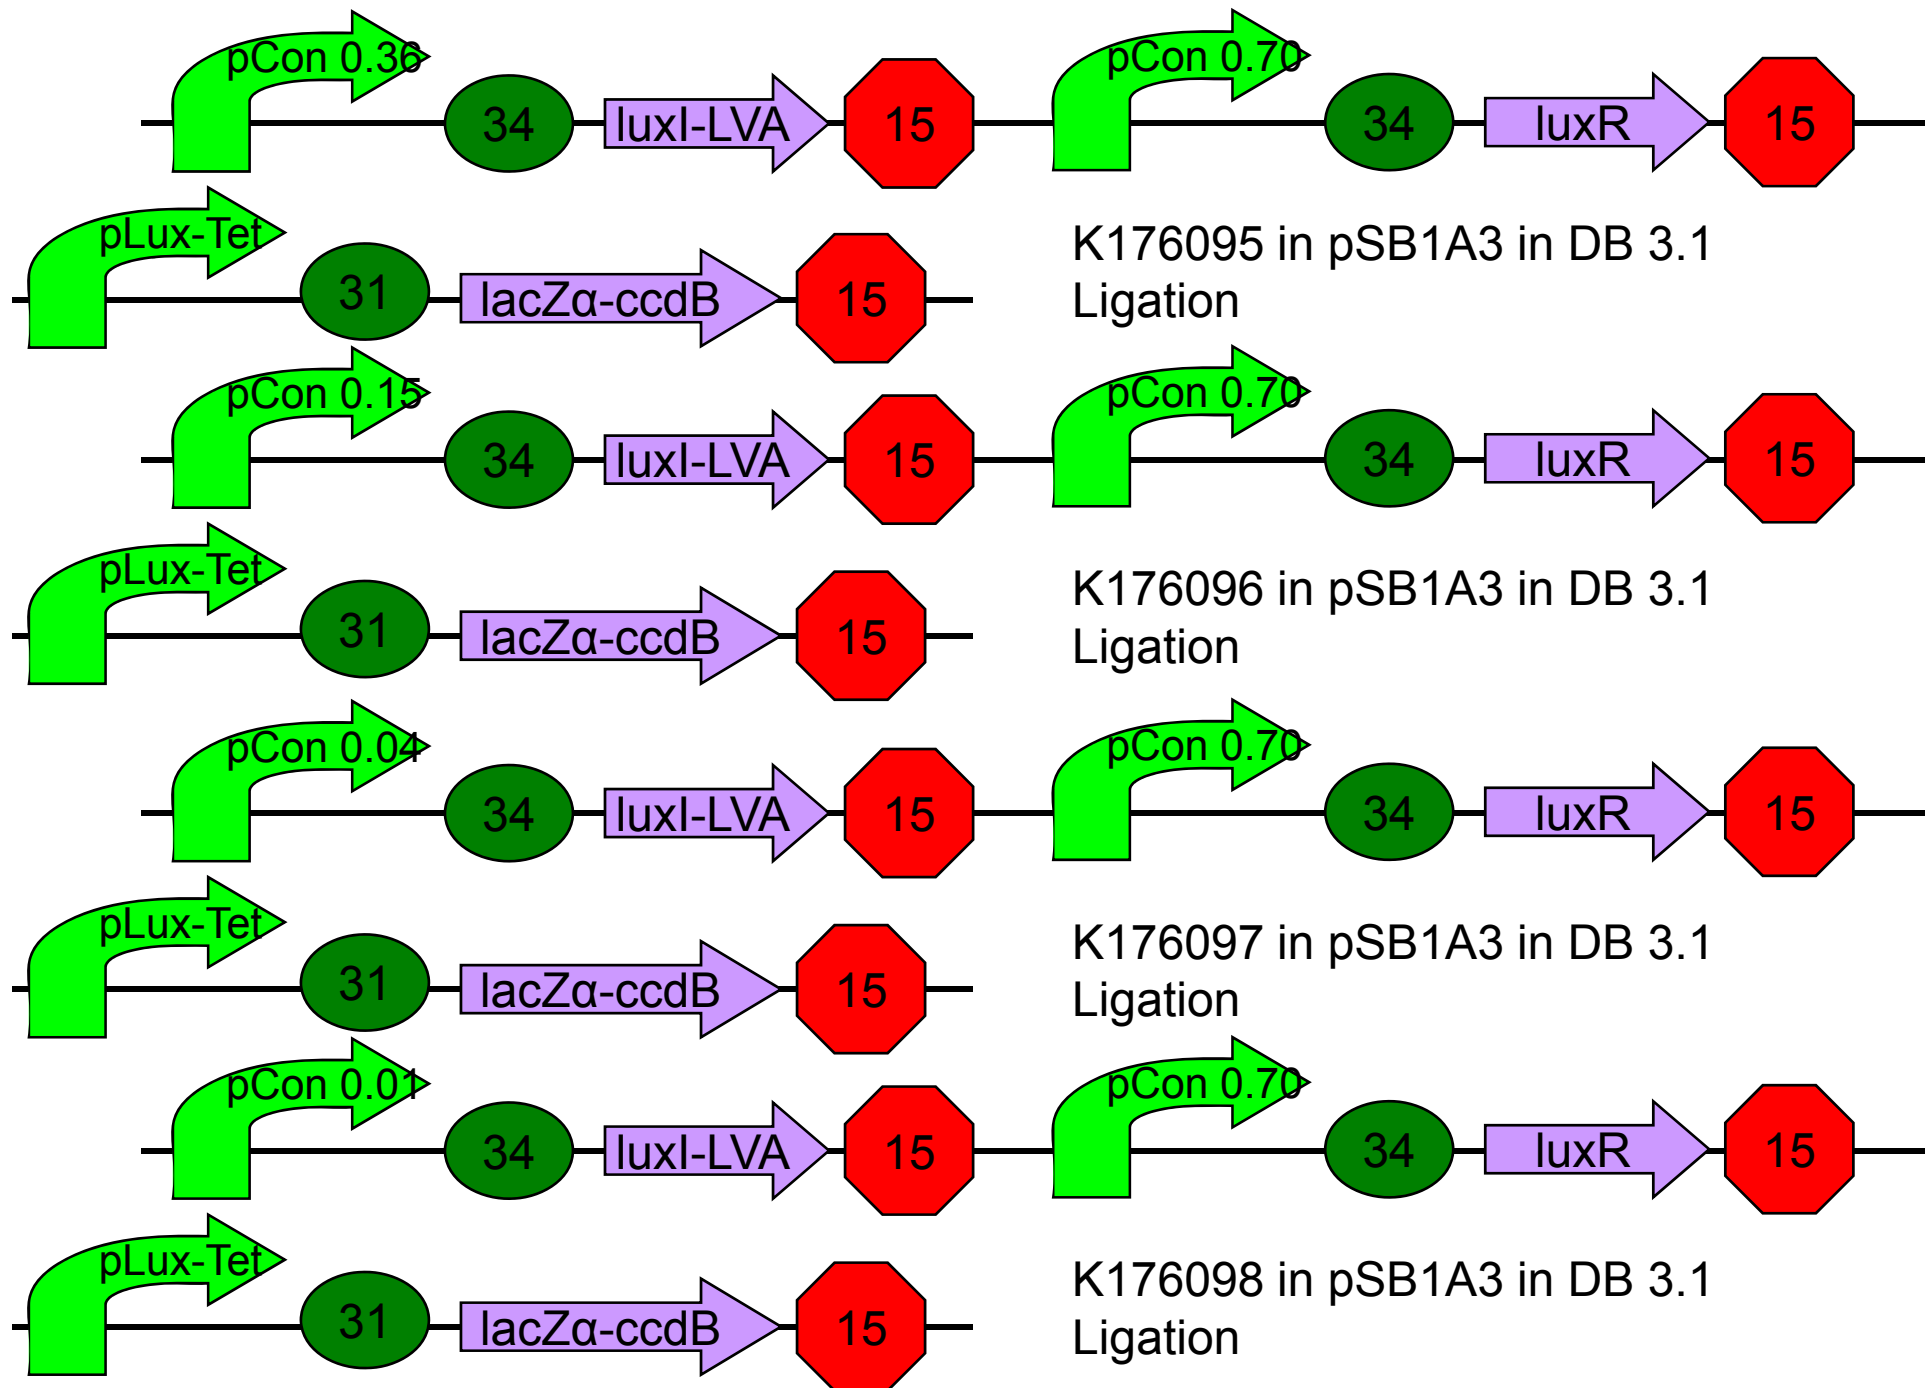 pCon 0.36 34 luxI-LVA 15 pCon 0.70 34 luxR 15
pLux-Tet 31 lacZα-ccdB 15 K176095 in pSB1A3 in DB 3.1
Ligation
pCon 0.15 34 luxI-LVA 15 pCon 0.70 34 luxR 15
pLux-Tet 31 lacZα-ccdB 15 K176096 in pSB1A3 in DB 3.1
Ligation
pCon 0.04 34 luxI-LVA 15 pCon 0.70 34 luxR 15
pLux-Tet 31 lacZα-ccdB 15 K176097 in pSB1A3 in DB 3.1
Ligation
pCon 0.01 34 luxI-LVA 15 pCon 0.70 34 luxR 15
pLux-Tet 31 lacZα-ccdB 15 K176098 in pSB1A3 in DB 3.1
Ligation